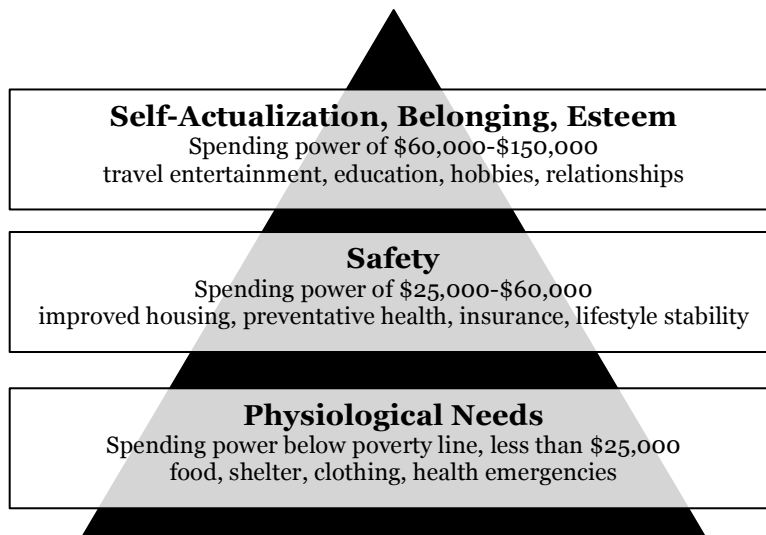 Self-Actualization, Belonging, Esteem
Spending power of $60,000-$150,000
travel entertainment, education, hobbies, relationships
Safety
Spending power of $25,000-$60,000
improved housing, preventative health, insurance, lifestyle stability
Physiological Needs
Spending power below poverty line, less than $25,000
food, shelter, clothing, health emergencies